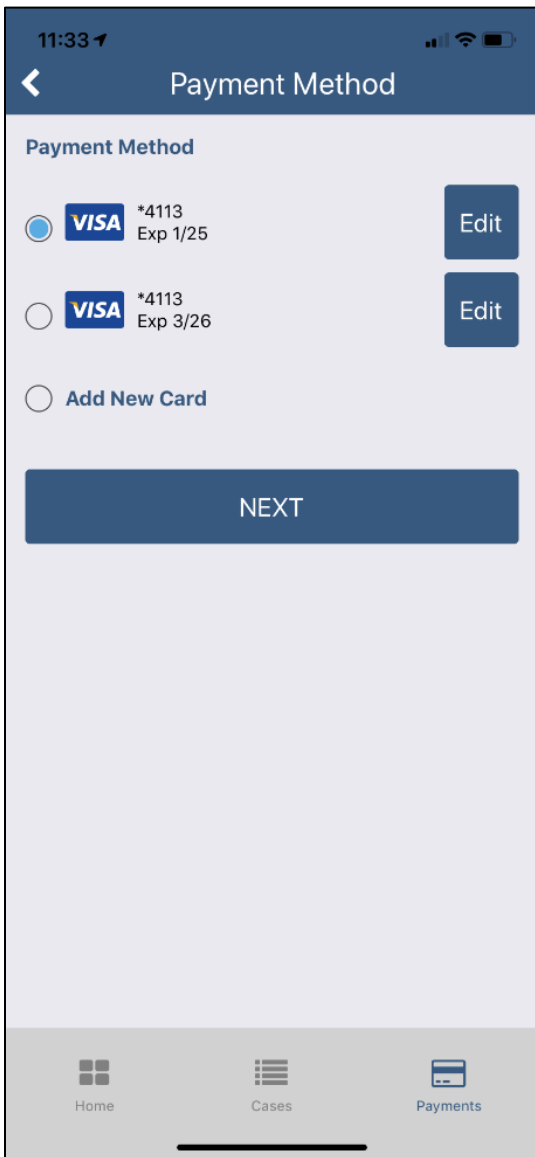 11:33
Payment Method
Payment Method
VISA *4113
Exp 1/25
Edit
VISA *4113
Exp 3/26
Edit
Add New Card
NEXT
Home Cases Payments